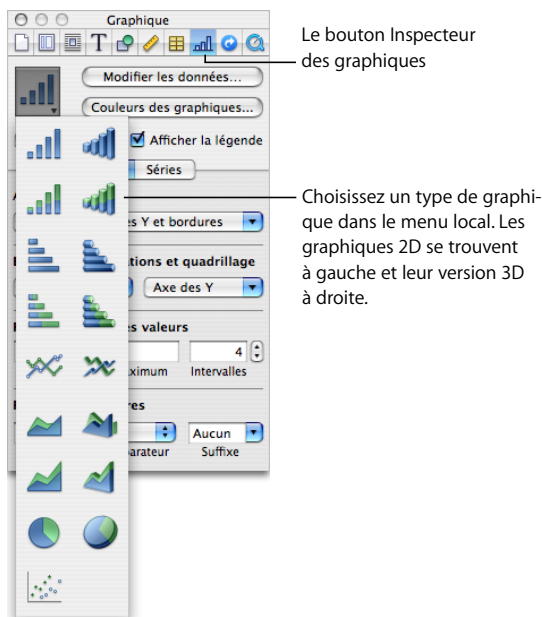 Graphique
Le bouton Inspecteur
des graphiques
T
Modifier les données...
Couleurs des graphiques...
Afficher la légende
Séries
Choisissez un type de graphi-
que dans le menu local. Les
graphiques 2D se trouvent
à gauche et leur version 3D
à droite.
Y et bordures
tions et quadrillage
Axe des Y
es valeurs
4
ximum
Intervalles
res
Aucun
parateur
Suffixe